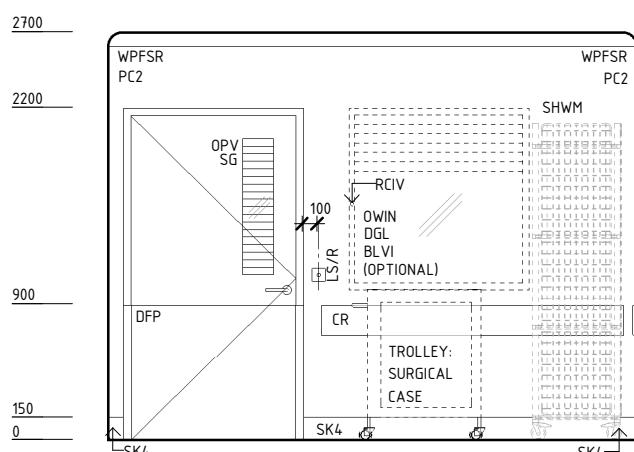 2700
WPFSR
PC2
WPFSR
PC2
2200
SHWM
OPV
SG
RCIV
100
OWIN
DGL
BLVI
(OPTIONAL)
LS/R
900
DFP
CR
TROLLEY:
SURGICAL
CASE
150
0
SK4
SK4
SK4